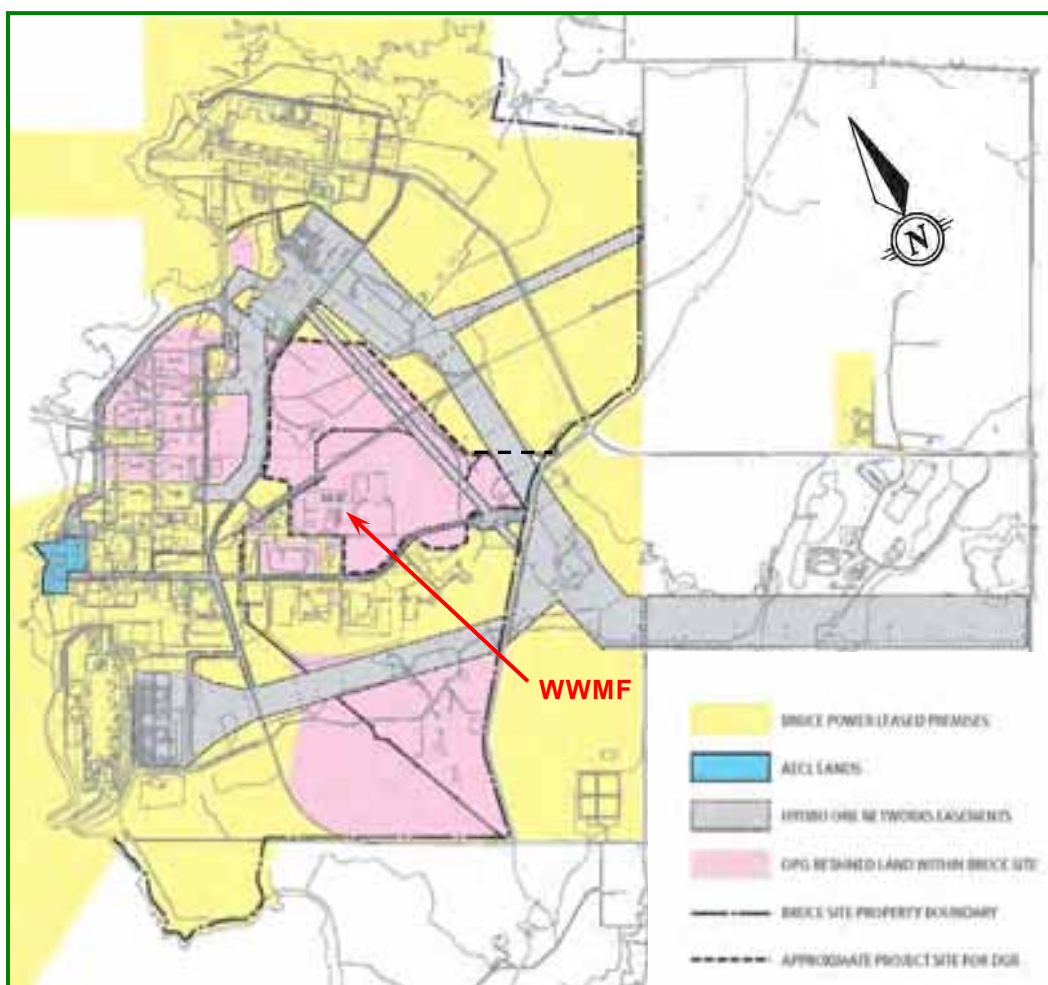 N
WWMF
BRUCE POWER LEASED PREMISES
AECL LANDS
HYDRO ONE NETWORKS EASEMENTS
OPG RETAINED LAND WITHIN BRUCE SITE
BRUCE SITE PROPERTY BOUNDARY
APPROXIMATE PROJECT SITE FOR DGR